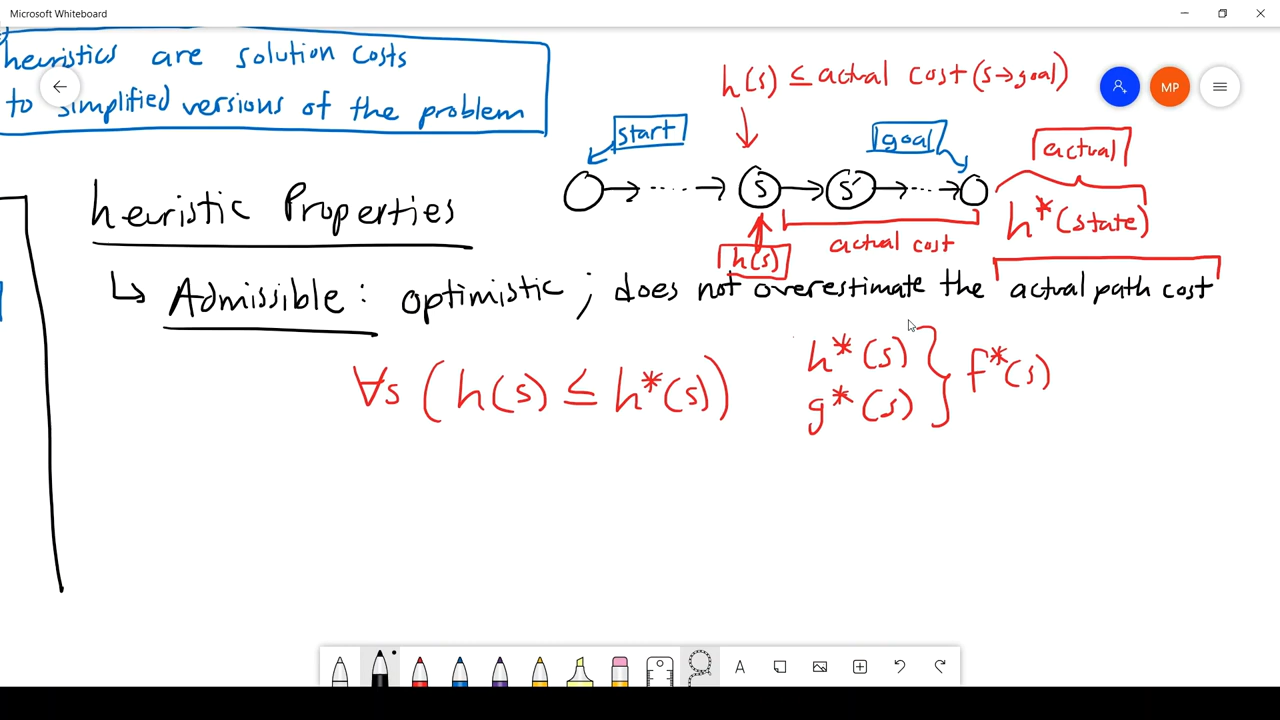 Microsoft Whiteboard
heuristics are solution costs
to simplified versions of the problem
h(s) ≤ actual cost (s→goal)
MP
start
goal
actual
S
S'
h*(state)
actual cost
h(s)
heuristic Properties
↳ Admissible: optimistic; does not overestimate the actual path cost
∀s (h(s) ≤ h*(s))
h*(s)
g*(s)
f*(s)
A